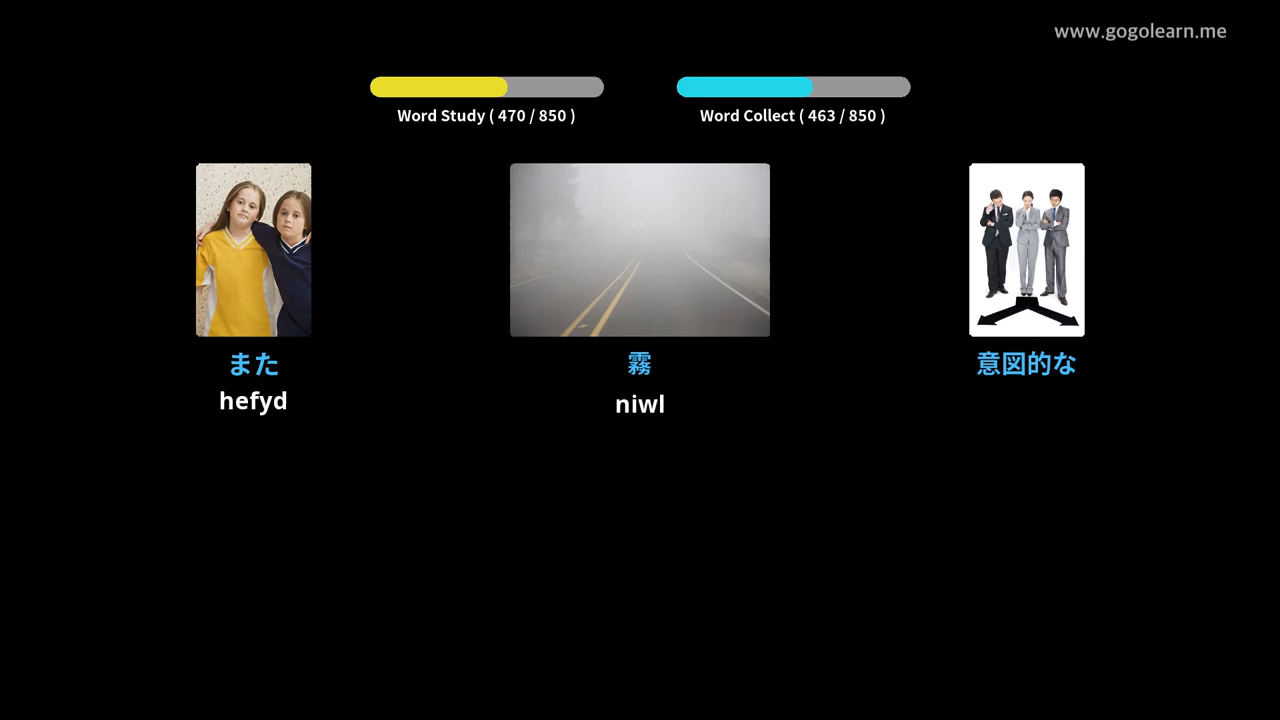 www.gogolearn.me
Word Study ( 470 / 850 )
Word Collect ( 463 / 850 )
また
hefyd
霧
niwl
意図的な